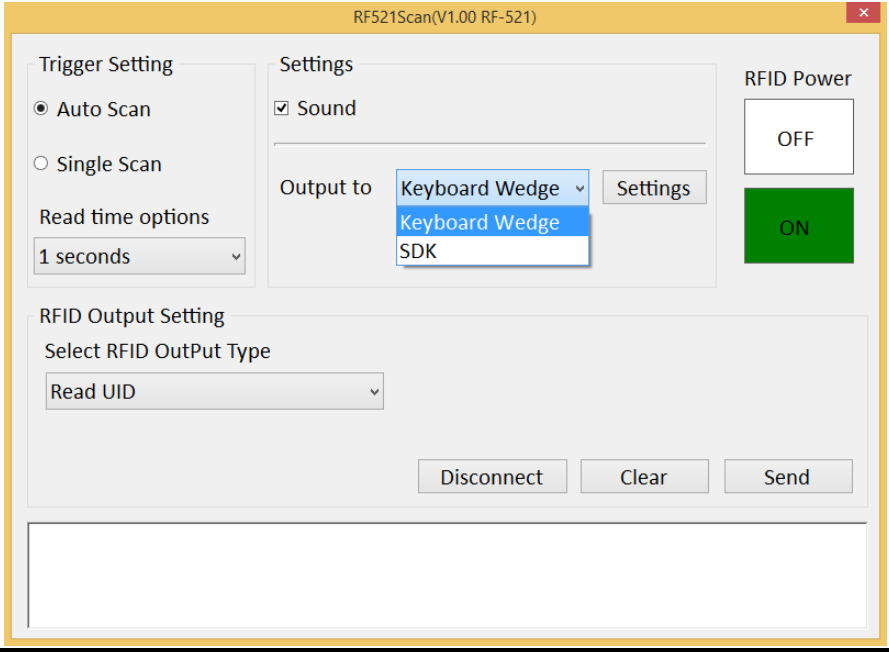 RF521Scan(V1.00 RF-521)
Trigger Setting
Auto Scan
Single Scan
Read time options
1 seconds
Settings
Sound
Output to
Keyboard Wedge
Settings
Keyboard Wedge
SDK
RFID Power
OFF
ON
RFID Output Setting
Select RFID OutPut Type
Read UID
Disconnect
Clear
Send